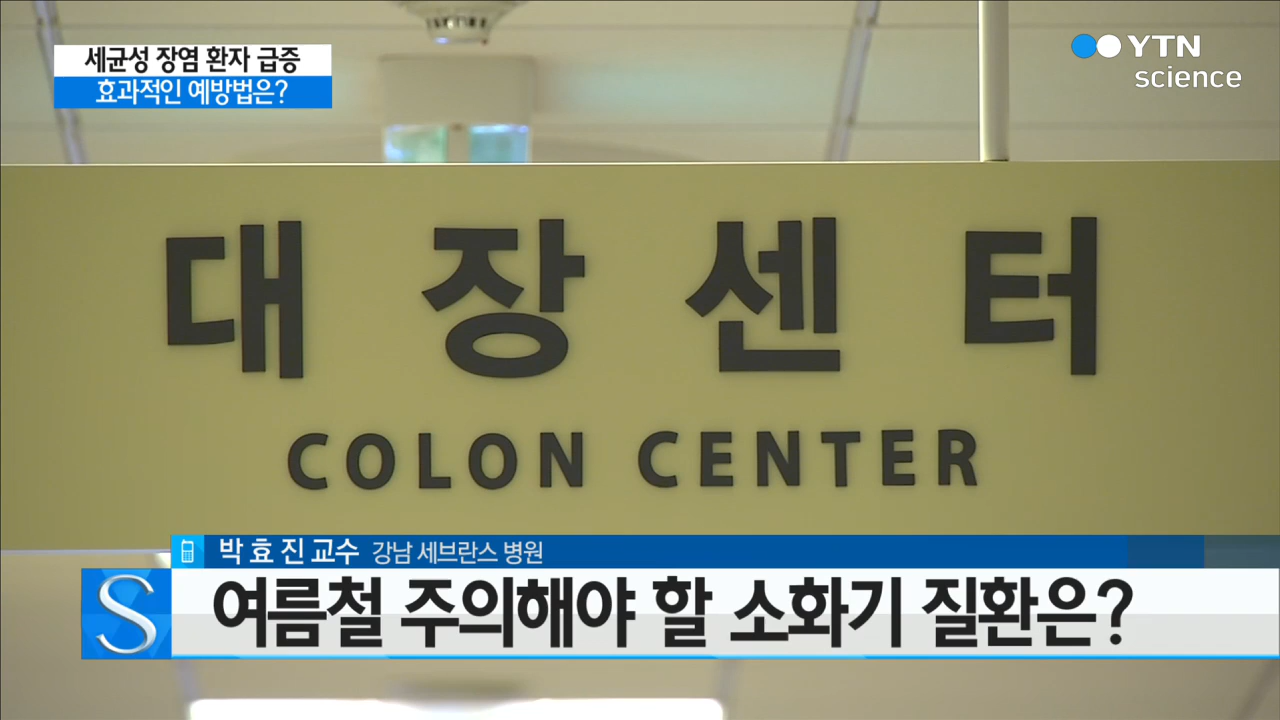 세균성 장염 환자 급증
효과적인 예방법은?
YTN
science
대장센터
COLON CENTER
박효진 교수 강남 세브란스 병원
S
여름철 주의해야 할 소화기 질환은?